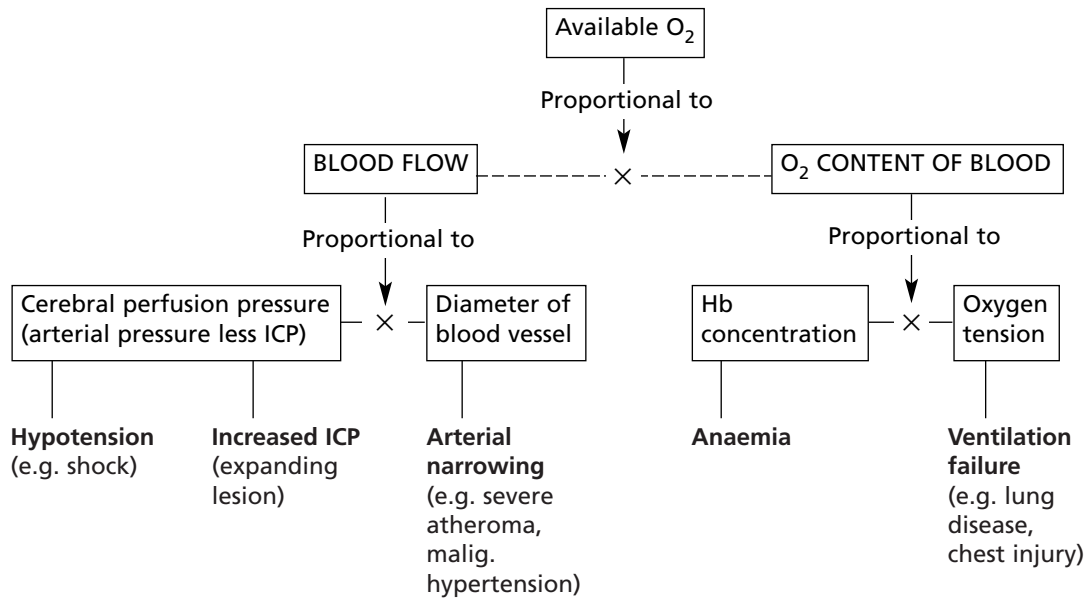 Available O₂
Proportional to
BLOOD FLOW
×
O₂ CONTENT OF BLOOD
Proportional to
Proportional to
Cerebral perfusion pressure
(arterial pressure less ICP)
×
Diameter of
blood vessel
Hb
concentration
×
Oxygen
tension
Hypotension
(e.g. shock)
Increased ICP
(expanding
lesion)
Arterial
narrowing
(e.g. severe
atheroma,
malig.
hypertension)
Anaemia
Ventilation
failure
(e.g. lung
disease,
chest injury)